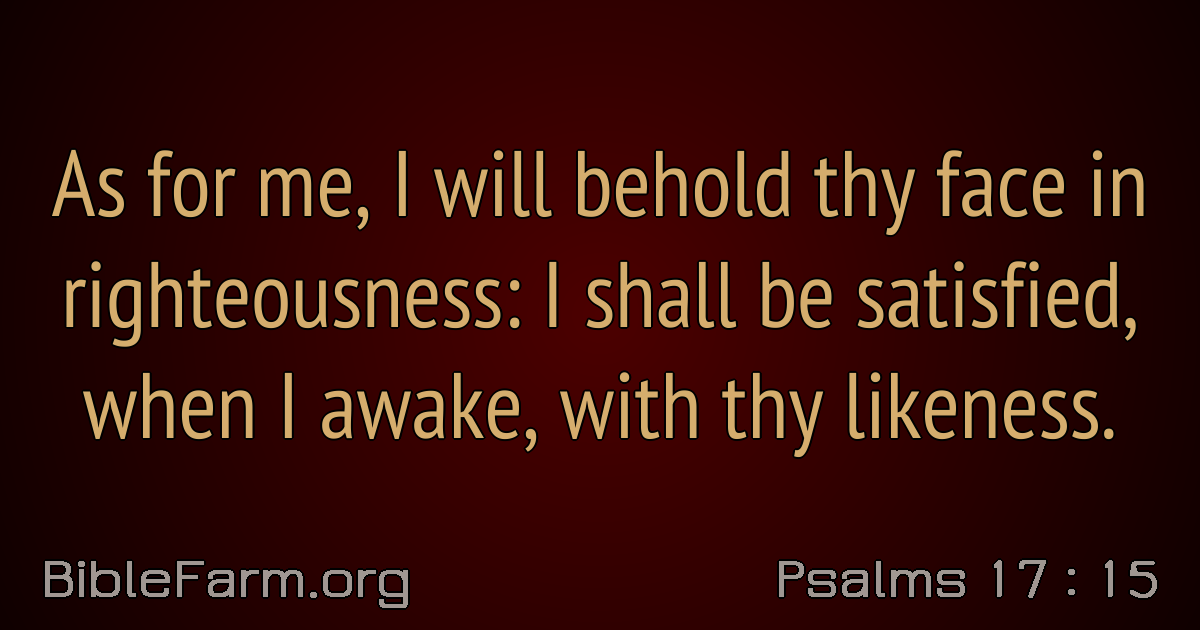 As for me, I will behold thy face in
righteousness: I shall be satisfied,
when I awake, with thy likeness.
BibleFarm.org
Psalms 17 : 15